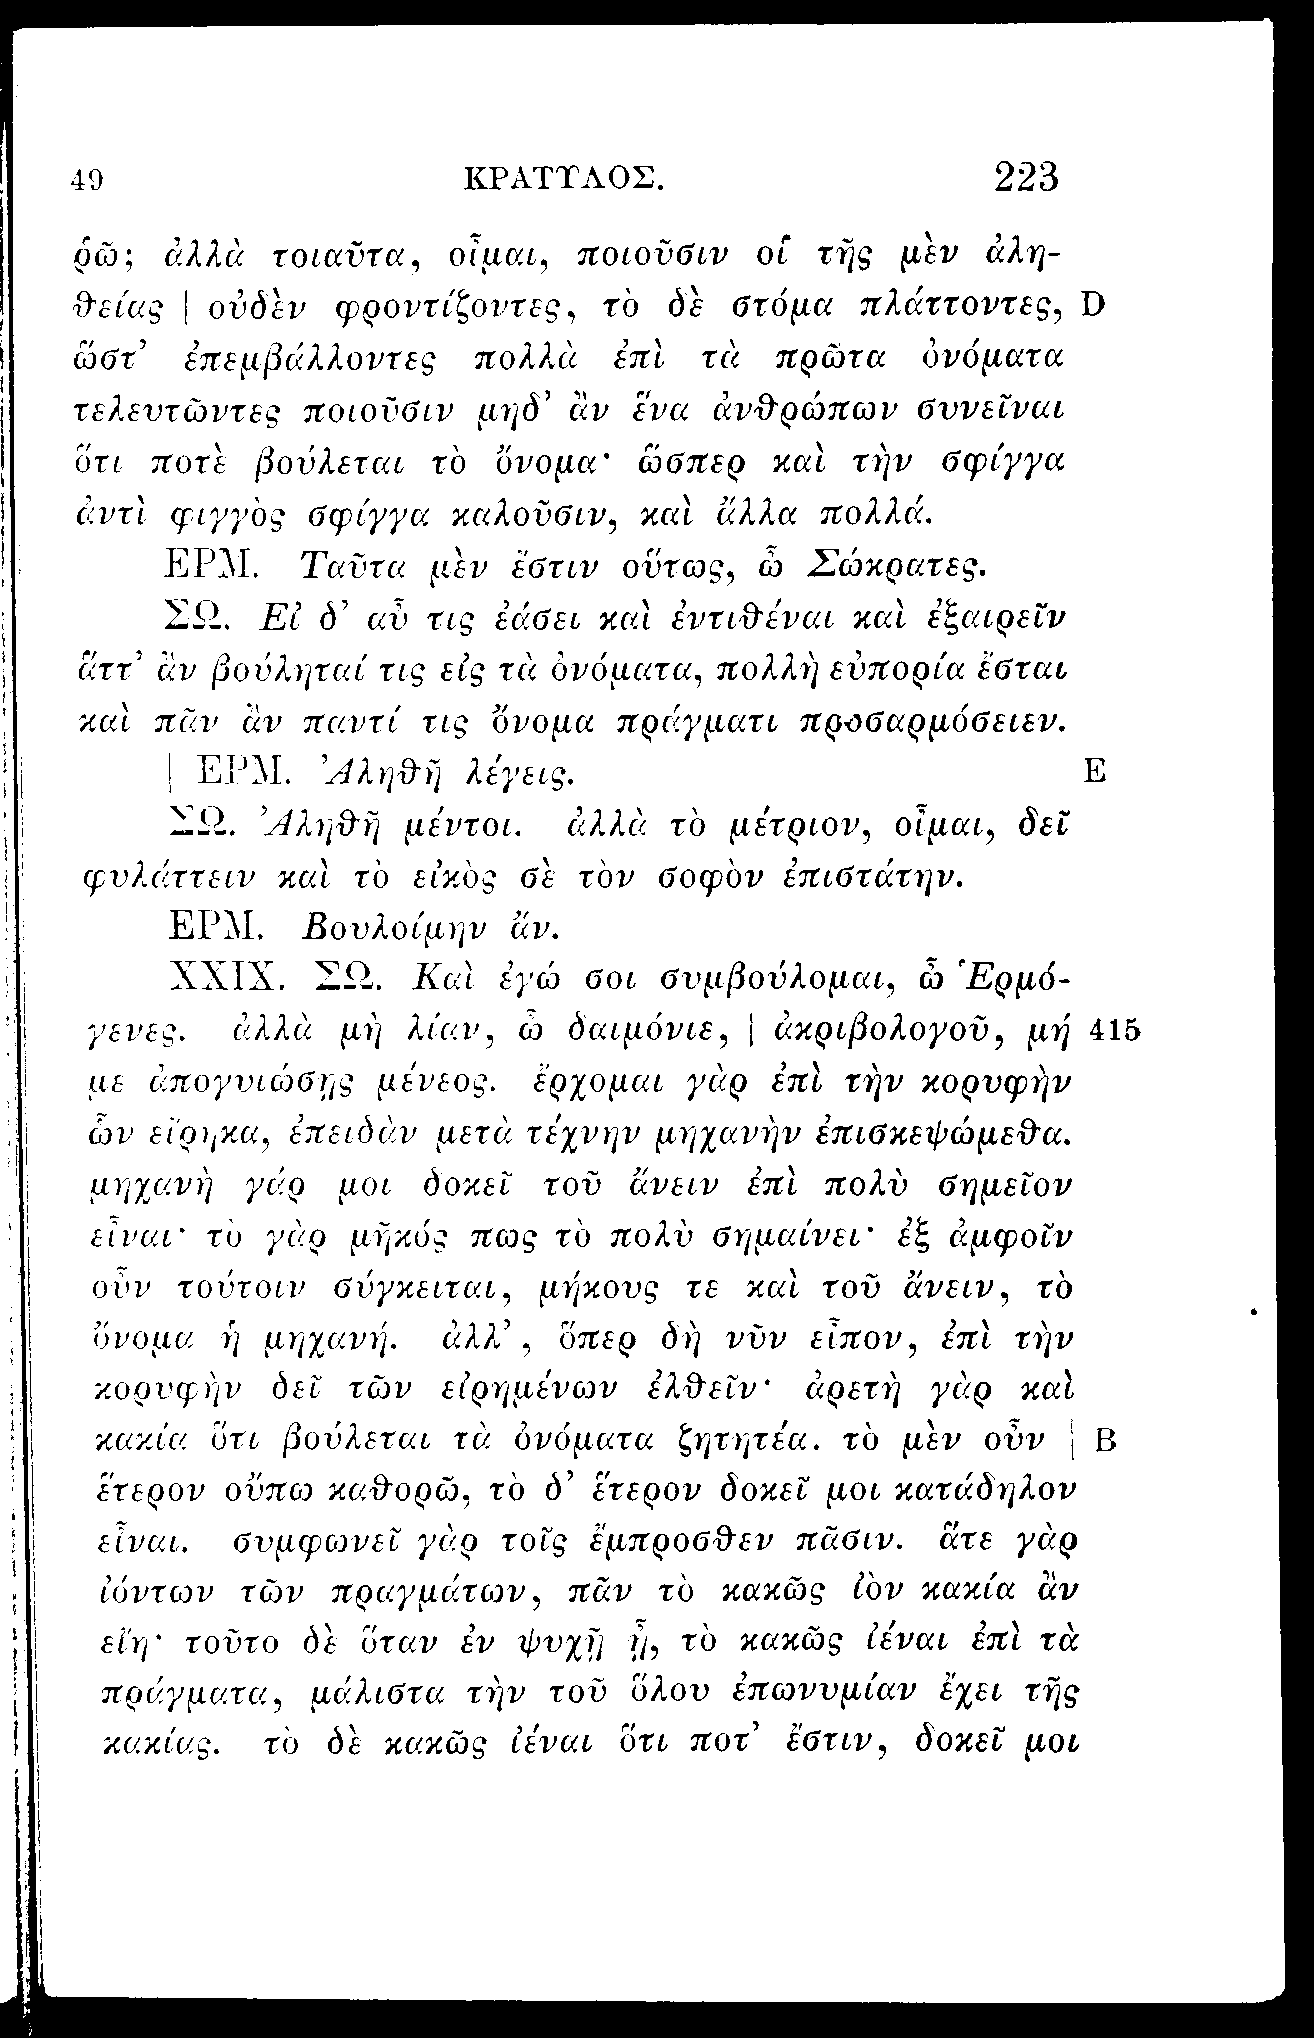 49 ΚΡΑΤΥΛΟΣ. 223
ρῶ; ἀλλὰ τοιαῦτα, οἶμαι, ποιοῦσιν οἱ τῆς μὲν ἀλη-
θείας | οὐδὲν φροντίζοντες, τὸ δὲ στόμα πλάττοντες, D
ὥστ᾽ ἐπεμβάλλοντες πολλὰ ἐπὶ τὰ πρῶτα ὀνόματα
τελευτῶντες ποιοῦσιν μηδ᾽ ἂν ἕνα ἀνθρώπων συνεῖναι
ὅτι ποτὲ βούλεται τὸ ὄνομα· ὥσπερ καὶ τὴν σφίγγα
ἀντὶ φιγγὸς σφίγγα καλοῦσιν, καὶ ἄλλα πολλά.
ΕΡΜ. Ταῦτα μὲν ἔστιν οὕτως, ὦ Σώκρατες.
ΣΩ. Εἰ δ᾽ αὖ τις ἐάσει καὶ ἐντιθέναι καὶ ἐξαιρεῖν
ἅττ᾽ ἂν βούληταί τις εἰς τὰ ὀνόματα, πολλὴ εὐπορία ἔσται
καὶ πᾶν ἂν παντί τις ὄνομα πράγματι προσαρμόσειεν.
| ΕΡΜ. Ἀληθῆ λέγεις. E
ΣΩ. Ἀληθῆ μέντοι. ἀλλὰ τὸ μέτριον, οἶμαι, δεῖ
φυλάττειν καὶ τὸ εἰκὸς σὲ τὸν σοφὸν ἐπιστάτην.
ΕΡΜ. Βουλοίμην ἄν.
XXIX. ΣΩ. Καὶ ἐγώ σοι συμβούλομαι, ὦ Ἑρμό-
γενες. ἀλλὰ μὴ λίαν, ὦ δαιμόνιε, | ἀκριβολογοῦ, μή 415
με ἀπογυιώσῃς μένεος. ἔρχομαι γὰρ ἐπὶ τὴν κορυφὴν
ὧν εἴρηκα, ἐπειδὰν μετὰ τέχνην μηχανὴν ἐπισκεψώμεθα.
μηχανὴ γάρ μοι δοκεῖ τοῦ ἄνειν ἐπὶ πολὺ σημεῖον
εἶναι· τὸ γὰρ μῆκός πως τὸ πολὺ σημαίνει· ἐξ ἀμφοῖν
οὖν τούτοιν σύγκειται, μήκους τε καὶ τοῦ ἄνειν, τὸ
ὄνομα ἡ μηχανή. ἀλλ᾽, ὅπερ δὴ νῦν εἶπον, ἐπὶ τὴν
κορυφὴν δεῖ τῶν εἰρημένων ἐλθεῖν· ἀρετὴ γὰρ καὶ
κακία ὅτι βούλεται τὰ ὀνόματα ζητητέα. τὸ μὲν οὖν | B
ἕτερον οὔπω καθορῶ, τὸ δ᾽ ἕτερον δοκεῖ μοι κατάδηλον
εἶναι. συμφωνεῖ γὰρ τοῖς ἔμπροσθεν πᾶσιν. ἅτε γὰρ
ἰόντων τῶν πραγμάτων, πᾶν τὸ κακῶς ἰὸν κακία ἂν
εἴη· τοῦτο δὲ ὅταν ἐν ψυχῇ ᾖ, τὸ κακῶς ἰέναι ἐπὶ τὰ
πράγματα, μάλιστα τὴν τοῦ ὅλου ἐπωνυμίαν ἔχει τῆς
κακίας. τὸ δὲ κακῶς ἰέναι ὅτι ποτ᾽ ἔστιν, δοκεῖ μοι